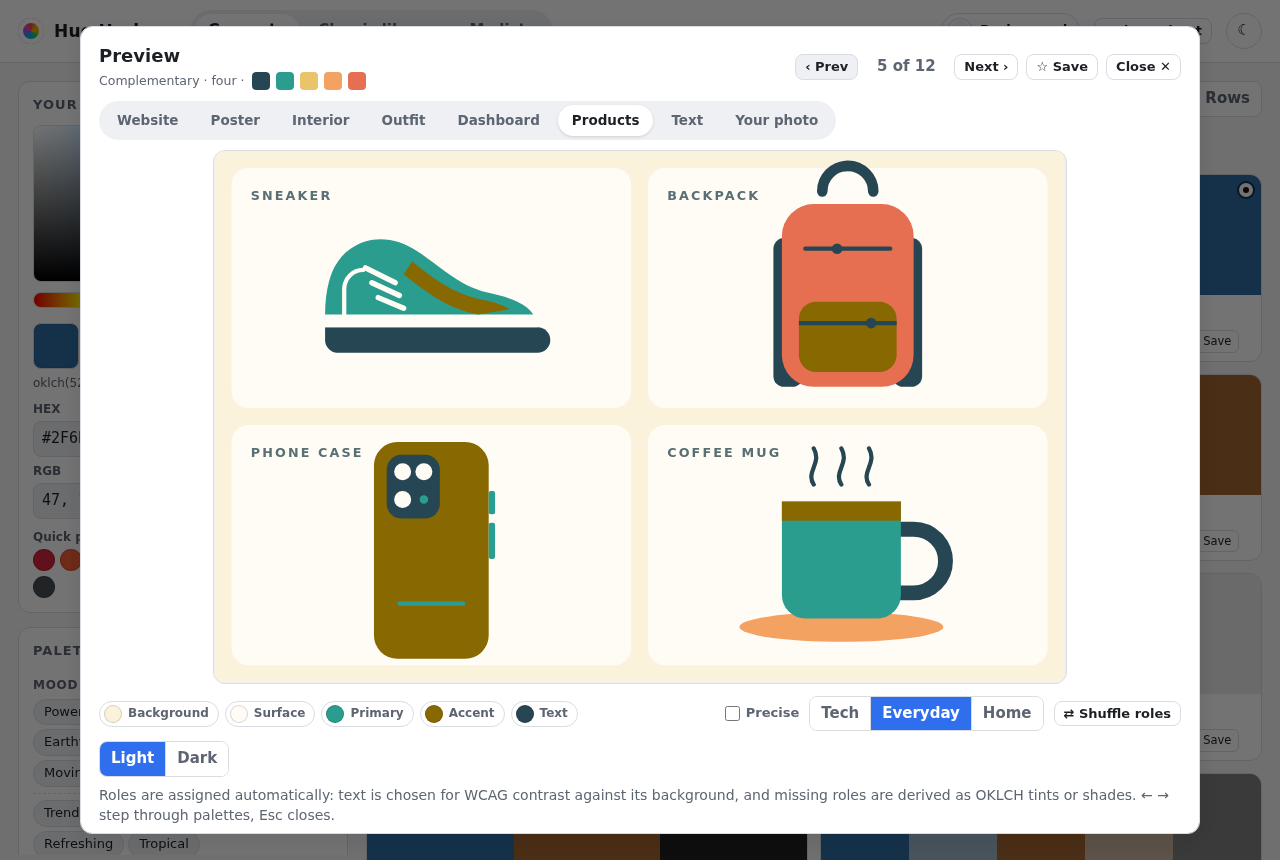 Preview
Complementary · four ·
‹ Prev
5 of 12
Next ›
☆ Save
Close ✕
Website
Poster
Interior
Outfit
Dashboard
Products
Text
Your photo
SNEAKER
BACKPACK
PHONE CASE
COFFEE MUG
Background
Surface
Primary
Accent
Text
Precise
Tech
Everyday
Home
⇄ Shuffle roles
Light
Dark
Roles are assigned automatically: text is chosen for WCAG contrast against its background, and missing roles are derived as OKLCH tints or shades. ← →
step through palettes, Esc closes.
YOUR
HEX
RGB
47,
Rows
Save
Save
Save
Refreshing
Tropical